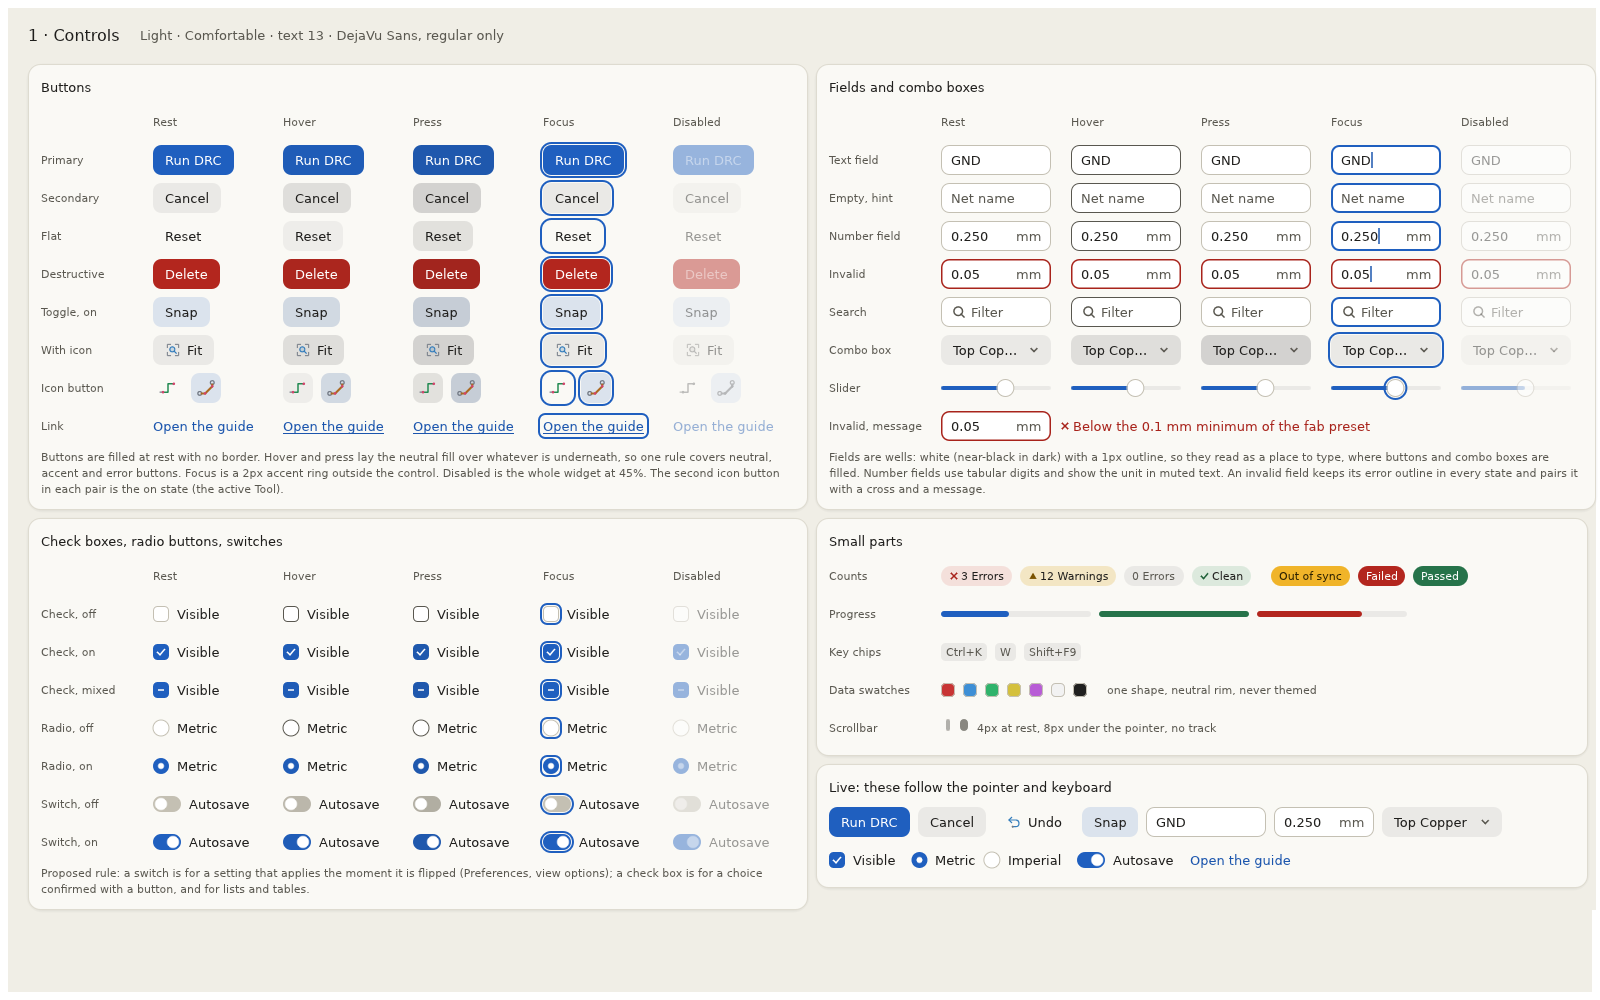 1 · Controls Light · Comfortable · text 13 · DejaVu Sans, regular only
Buttons
Rest Hover Press Focus Disabled
Primary Run DRC Run DRC Run DRC Run DRC Run DRC
Secondary Cancel Cancel Cancel Cancel Cancel
Flat Reset Reset Reset Reset Reset
Destructive Delete Delete Delete Delete Delete
Toggle, on Snap Snap Snap Snap Snap
With icon Fit Fit Fit Fit Fit
Icon button
Link Open the guide Open the guide Open the guide Open the guide Open the guide
Buttons are filled at rest with no border. Hover and press lay the neutral fill over whatever is underneath, so one rule covers neutral,
accent and error buttons. Focus is a 2px accent ring outside the control. Disabled is the whole widget at 45%. The second icon button
in each pair is the on state (the active Tool).
Fields and combo boxes
Rest Hover Press Focus Disabled
Text field GND GND GND GND GND
Empty, hint Net name Net name Net name Net name Net name
Number field 0.250 mm 0.250 mm 0.250 mm 0.250 mm 0.250 mm
Invalid 0.05 mm 0.05 mm 0.05 mm 0.05 mm 0.05 mm
Search Filter Filter Filter Filter Filter
Combo box Top Cop… Top Cop… Top Cop… Top Cop… Top Cop…
Slider
Invalid, message 0.05 mm × Below the 0.1 mm minimum of the fab preset
Fields are wells: white (near-black in dark) with a 1px outline, so they read as a place to type, where buttons and combo boxes are
filled. Number fields use tabular digits and show the unit in muted text. An invalid field keeps its error outline in every state and pairs it
with a cross and a message.
Check boxes, radio buttons, switches
Rest Hover Press Focus Disabled
Check, off Visible Visible Visible Visible Visible
Check, on Visible Visible Visible Visible Visible
Check, mixed Visible Visible Visible Visible Visible
Radio, off Metric Metric Metric Metric Metric
Radio, on Metric Metric Metric Metric Metric
Switch, off Autosave Autosave Autosave Autosave Autosave
Switch, on Autosave Autosave Autosave Autosave Autosave
Proposed rule: a switch is for a setting that applies the moment it is flipped (Preferences, view options); a check box is for a choice
confirmed with a button, and for lists and tables.
Small parts
Counts 3 Errors 12 Warnings 0 Errors Clean Out of sync Failed Passed
Progress
Key chips Ctrl+K W Shift+F9
Data swatches one shape, neutral rim, never themed
Scrollbar 4px at rest, 8px under the pointer, no track
Live: these follow the pointer and keyboard
Run DRC Cancel Undo Snap GND 0.250 mm Top Copper
Visible Metric Imperial Autosave Open the guide